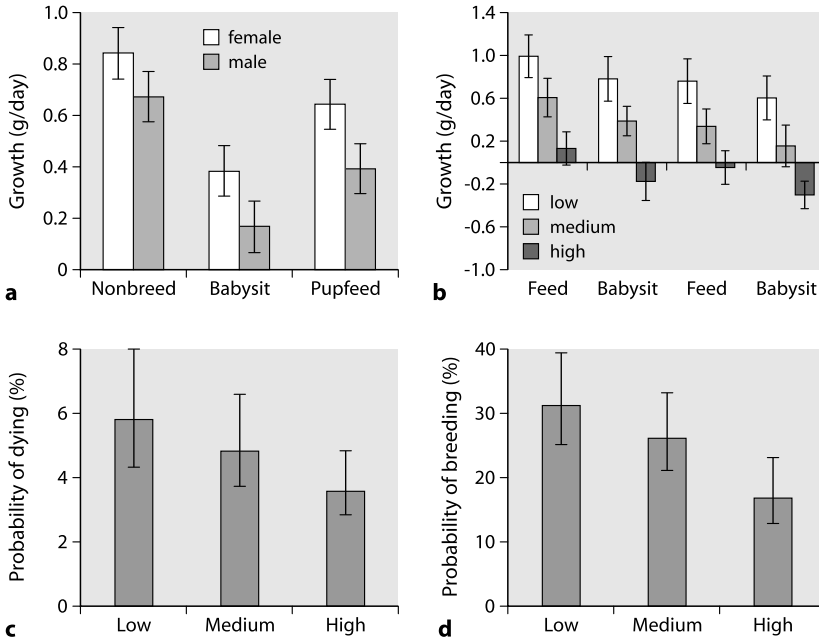 1.0
0.8
0.6
0.4
0.2
0
Growth (g/day)
female
male
Nonbreed Babysit Pupfeed
a
1.4
1.0
0.6
0.2
-0.2
-0.6
-1.0
Growth (g/day)
low
medium
high
Feed Babysit Feed Babysit
b
8
6
4
2
0
Probability of dying (%)
Low Medium High
c
40
30
20
10
0
Probability of breeding (%)
Low Medium High
d